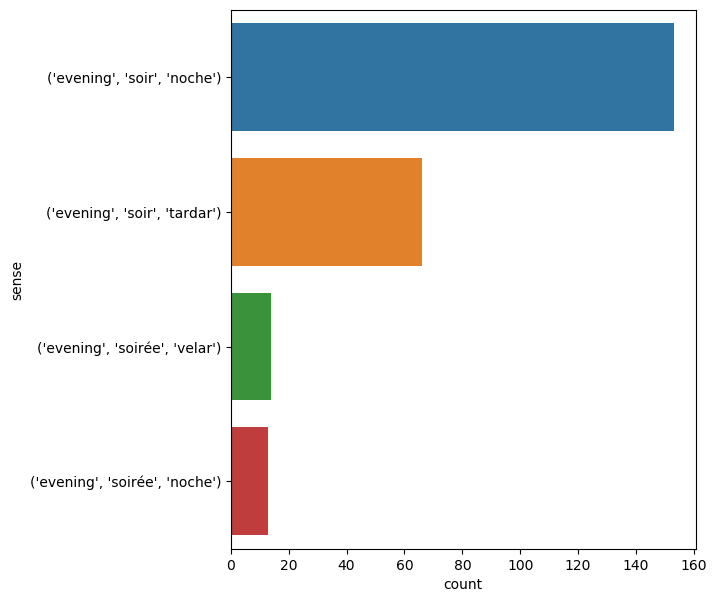 ('evening', 'soir', 'noche')
('evening', 'soir', 'tardar')
('evening', 'soirée', 'velar')
('evening', 'soirée', 'noche')
sense
0 20 40 60 80 100 120 140 160
count